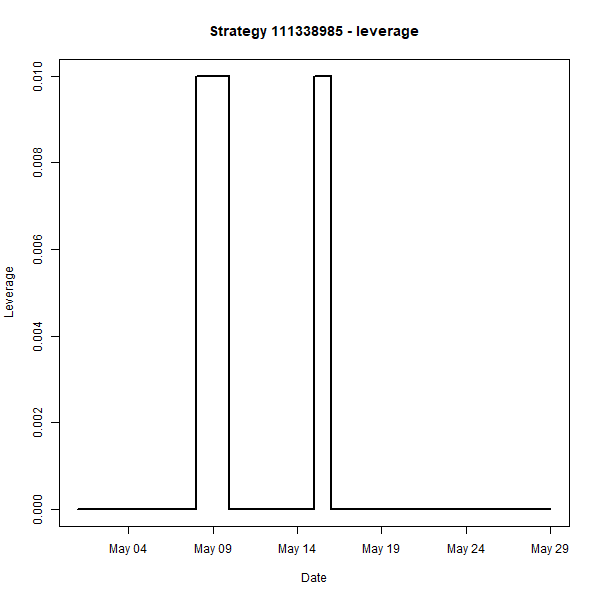 Strategy 111338985 - leverage
Leverage
0.010
0.008
0.006
0.004
0.002
0.000
May 04
May 09
May 14
May 19
May 24
May 29
Date